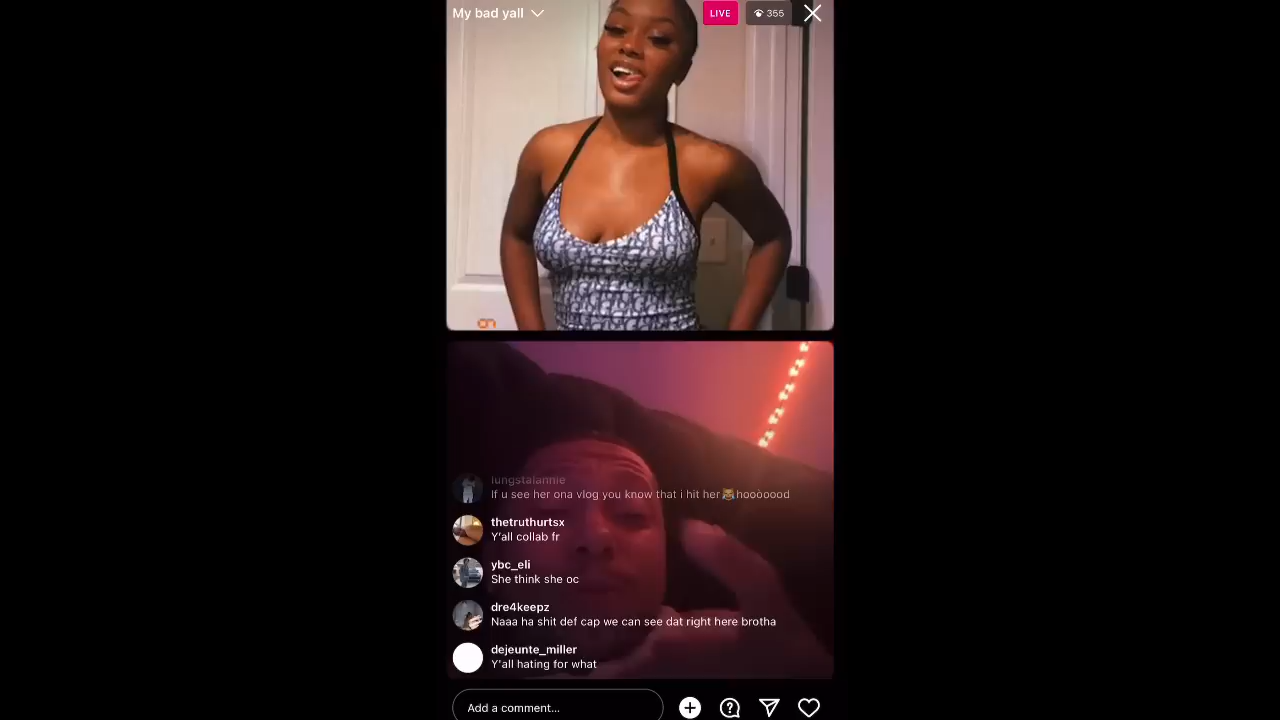 My bad yall
LIVE
355
lungstalannie
If u see her ona vlog you know that i hit her😹hooòoood
thetruthurtsx
Y'all collab fr
ybc_eli
She think she oc
dre4keepz
Naaa ha shit def cap we can see dat right here brotha
dejeunte_miller
Y'all hating for what
Add a comment...